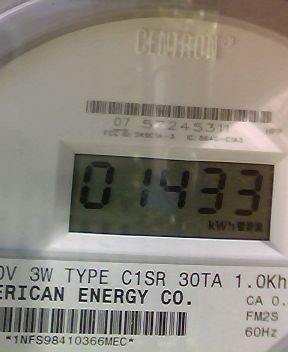 CENTRON®
07 57245311
01433
kWh
0V 3W TYPE C1SR 30TA 1.0Kh
ERICAN ENERGY CO.
CA 0.
FM2S
60Hz
*1NFS98410366MEC*